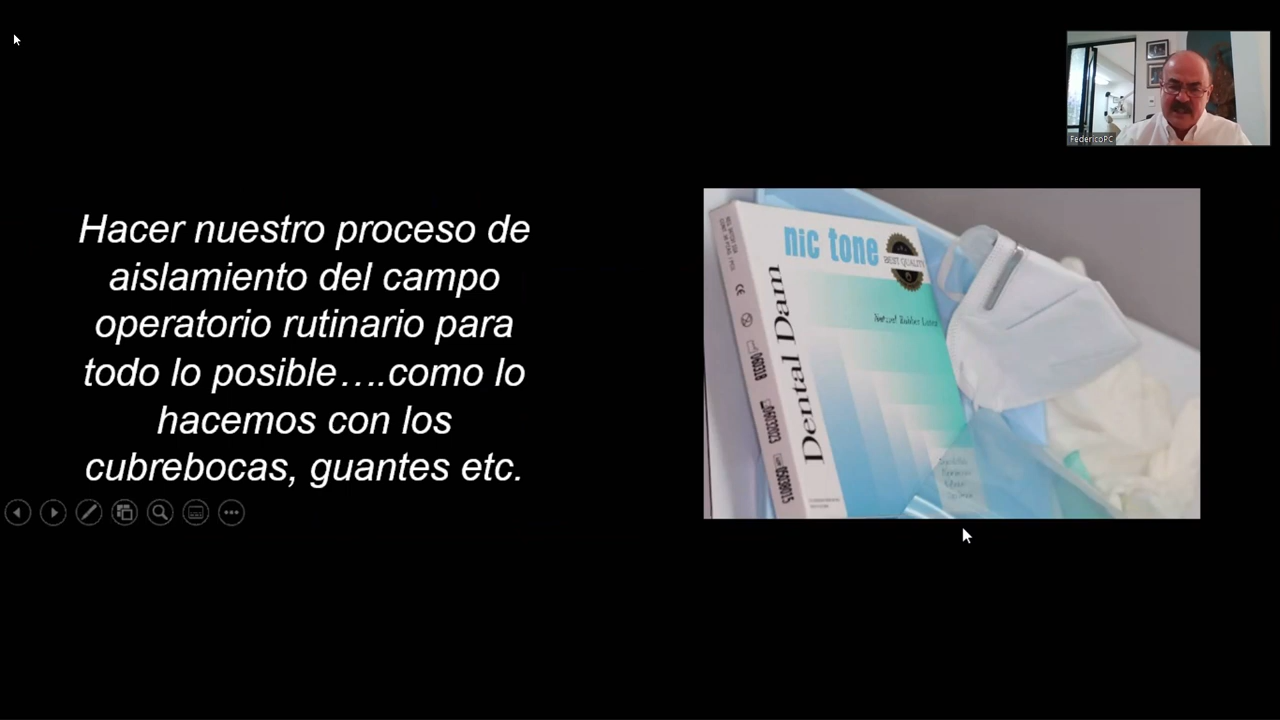 FedericoPC
Hacer nuestro proceso de
aislamiento del campo
operatorio rutinario para
todo lo posible….como lo
hacemos con los
cubrebocas, guantes etc.
nic tone
BEST QUALITY
Natural Rubber Latex
Dental Dam